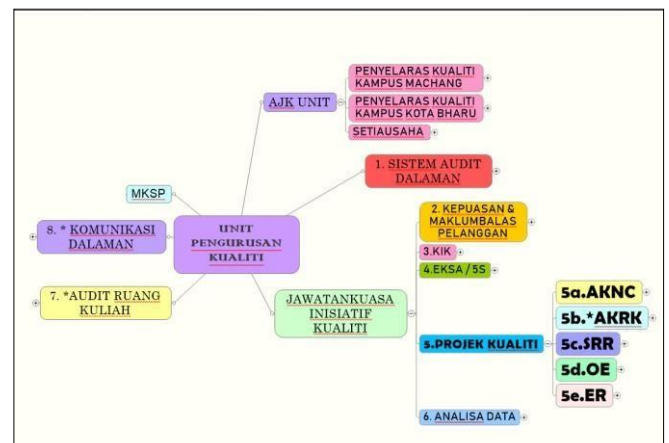 PENYELARAS KUALITI
KAMPUS MACHANG
AJK UNIT
PENYELARAS KUALITI
KAMPUS KOTA BHARU
SETIAUSAHA
1. SISTEM AUDIT
DALAMAN
MKSP
8. * KOMUNIKASI
DALAMAN
UNIT
PENGURUSAN
KUALITI
7. *AUDIT RUANG
KULIAH
JAWATANKUASA
INISIATIF
KUALITI
2. KEPUASAN &
MAKLUMBALAS
PELANGGAN
3.KIK
4.EKSA / 5S
5.PROJEK KUALITI
5a.AKNC
5b.*AKRK
5c.SRR
5d.OE
5e.ER
6. ANALISA DATA